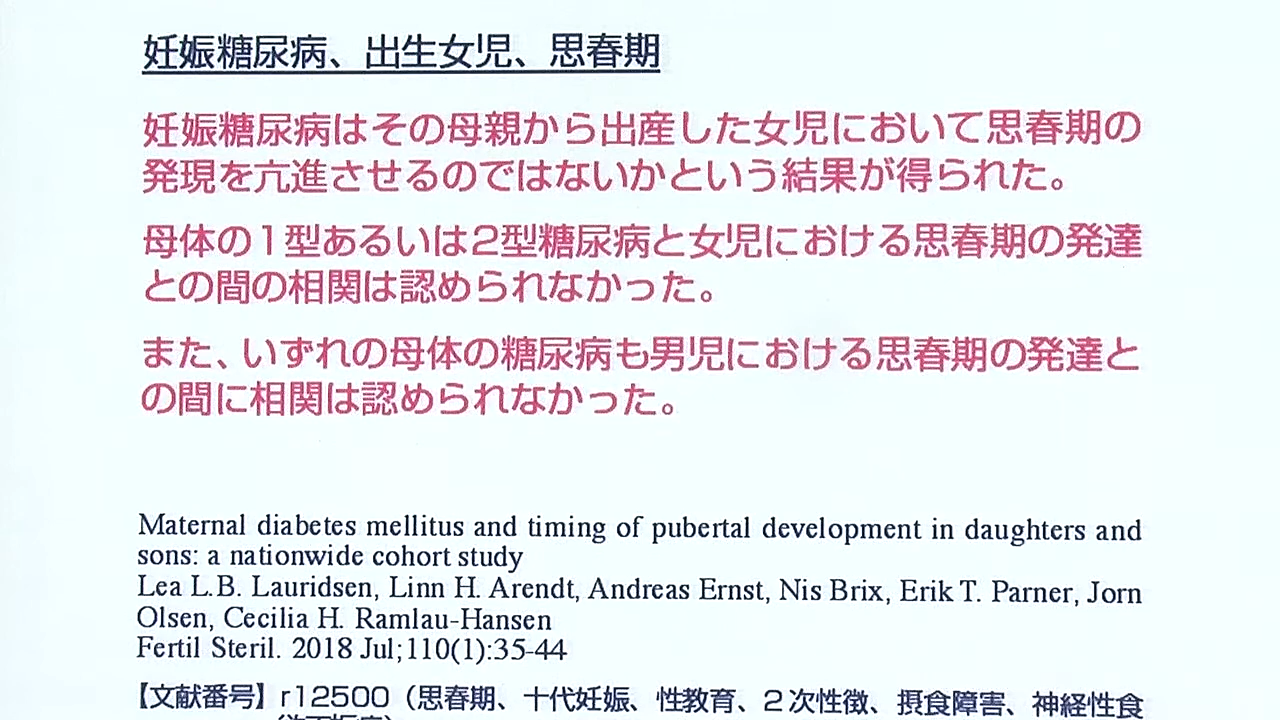 妊娠糖尿病、出生女児、思春期
妊娠糖尿病はその母親から出産した女児において思春期の
発現を亢進させるのではないかという結果が得られた。
母体の1型あるいは2型糖尿病と女児における思春期の発達
との間の相関は認められなかった。
また、いずれの母体の糖尿病も男児における思春期の発達と
の間に相関は認められなかった。
Maternal diabetes mellitus and timing of pubertal development in daughters and
sons: a nationwide cohort study
Lea L.B. Lauridsen, Linn H. Arendt, Andreas Ernst, Nis Brix, Erik T. Parner, Jorn
Olsen, Cecilia H. Ramlau-Hansen
Fertil Steril. 2018 Jul;110(1):35-44
【文献番号】r12500（思春期、十代妊娠、性教育、２次性徴、摂食障害、神経性食